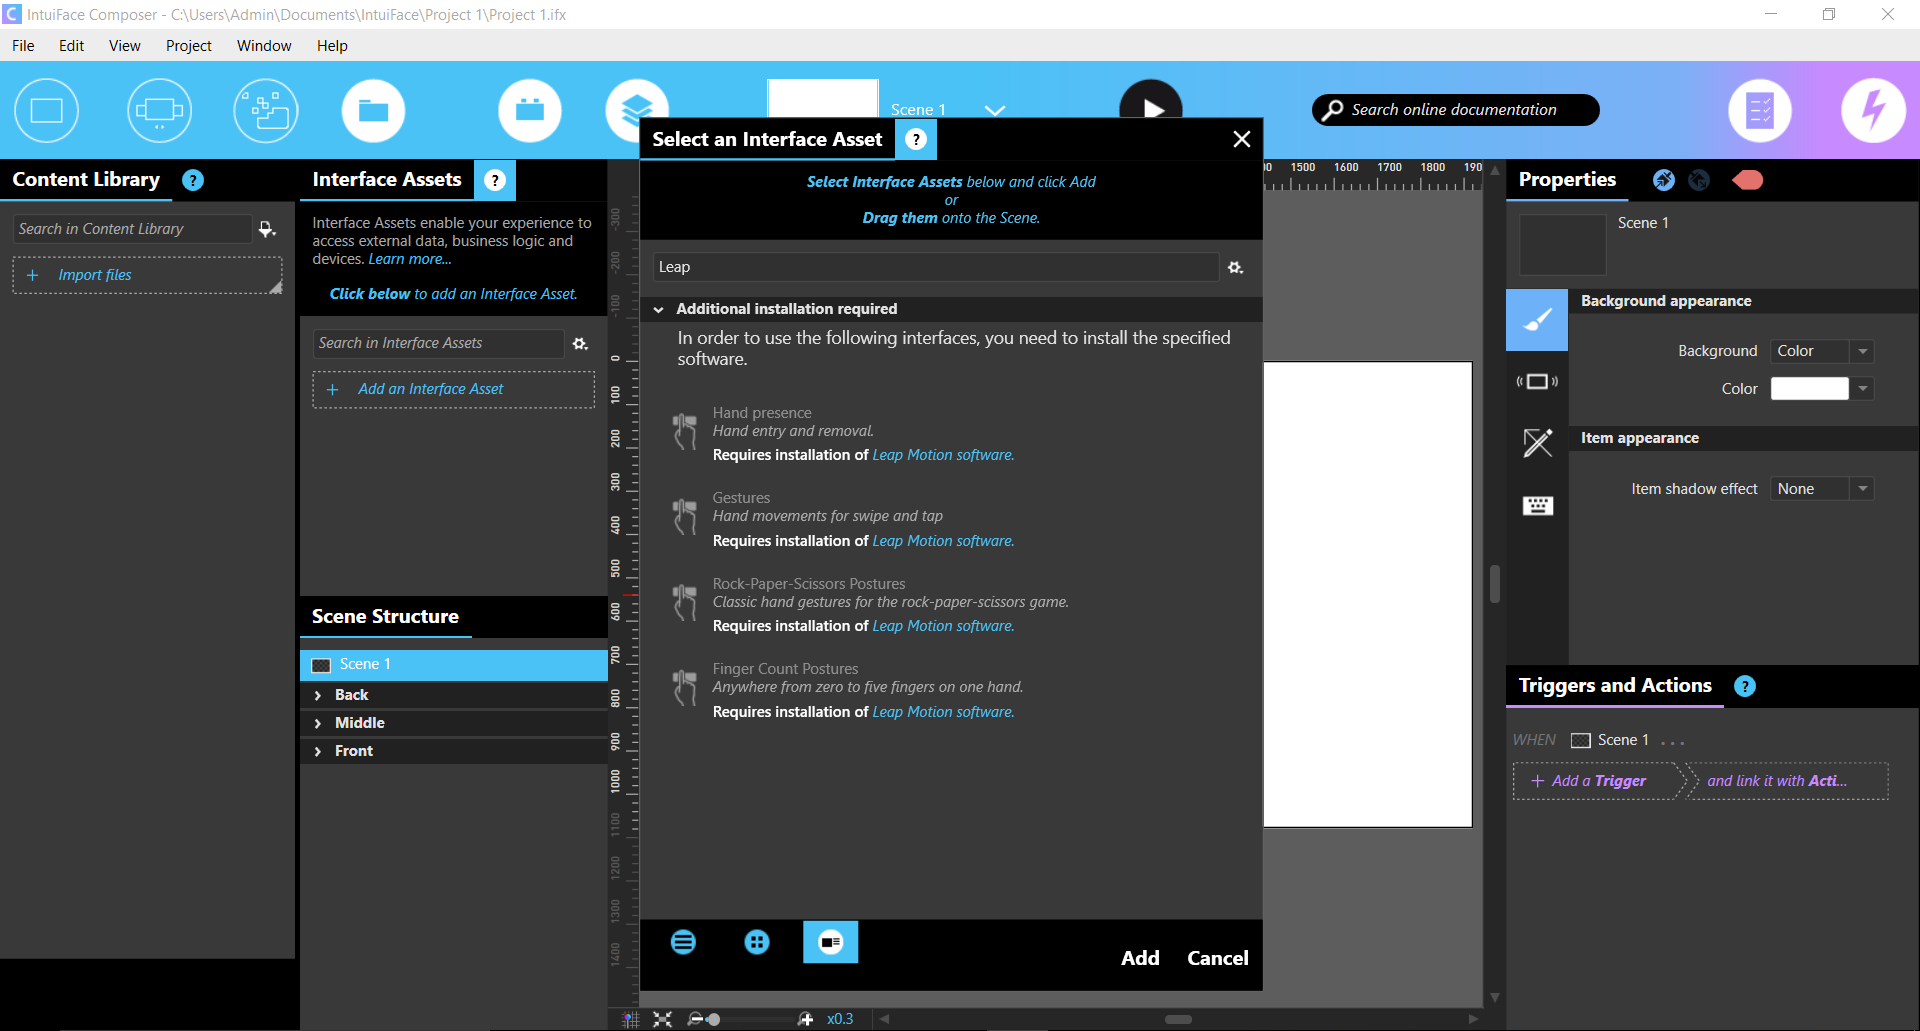 IntuiFace Composer - C:\Users\Admin\Documents\IntuiFace\Project 1\Project 1.ifx
File Edit View Project Window Help
Scene 1
Search online documentation
Content Library ?
Search in Content Library
+ Import files
Interface Assets ?
Interface Assets enable your experience to
access external data, business logic and
devices. Learn more...
Click below to add an Interface Asset.
Search in Interface Assets
+ Add an Interface Asset
Scene Structure
Scene 1
Back
Middle
Front
Select an Interface Asset ?
Select Interface Assets below and click Add
or
Drag them onto the Scene.
Leap
Additional installation required
In order to use the following interfaces, you need to install the specified
software.
Hand presence
Hand entry and removal.
Requires installation of Leap Motion software.
Gestures
Hand movements for swipe and tap
Requires installation of Leap Motion software.
Rock-Paper-Scissors Postures
Classic hand gestures for the rock-paper-scissors game.
Requires installation of Leap Motion software.
Finger Count Postures
Anywhere from zero to five fingers on one hand.
Requires installation of Leap Motion software.
Add Cancel
1500 1600 1700 1800 190
-300
-200
-100
0
100
200
300
400
500
600
700
800
900
1000
1100
1200
1300
1400
x0.3
Properties
Scene 1
Background appearance
Background Color
Color
Item appearance
Item shadow effect None
Triggers and Actions ?
WHEN Scene 1 ...
+ Add a Trigger and link it with Acti...